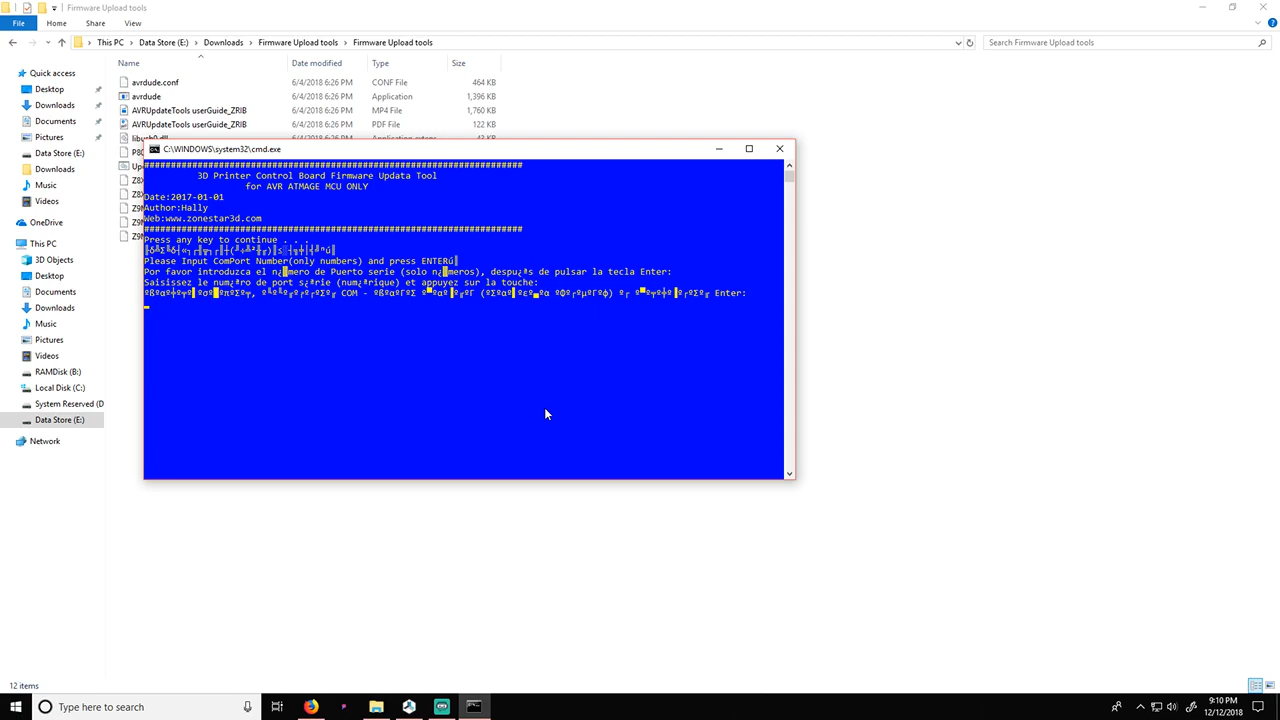 Firmware Upload tools
File Home Share View
This PC Data Store (E:) Downloads Firmware Upload tools Firmware Upload tools
Search Firmware Upload tools
Name Date modified Type Size
Quick access
Desktop
Downloads
Documents
Pictures
Data Store (E:)
Downloads
Music
Videos
OneDrive
This PC
3D Objects
Desktop
Documents
Downloads
Music
Pictures
Videos
RAMDisk (B:)
Local Disk (C:)
System Reserved (D
Data Store (E:)
Network
avrdude.conf 6/4/2018 6:26 PM CONF File 464 KB
avrdude 6/4/2018 6:26 PM Application 1,396 KB
AVRUpdateTools userGuide_ZRIB 6/4/2018 6:26 PM MP4 File 1,760 KB
AVRUpdateTools userGuide_ZRIB 6/4/2018 6:26 PM PDF File 122 KB
C:\WINDOWS\system32\cmd.exe
#######################################################################
3D Printer Control Board Firmware Updata Tool
for AVR ATMAGE MCU ONLY
Date:2017-01-01
Author:Hally
Web:www.zonestar3d.com
#######################################################################
Press any key to continue . . .
Please Input ComPort Number(only numbers) and press ENTER
Por favor introduzca el n¿ mero de Puerto serie (solo n¿ meros), despu¿ªs de pulsar la tecla Enter:
Saisissez le num¿ªro de port s¿ªrie (num¿ªrique) et appuyez sur la touche:
COM - Enter:
12 items
Type here to search
9:10 PM
12/12/2018